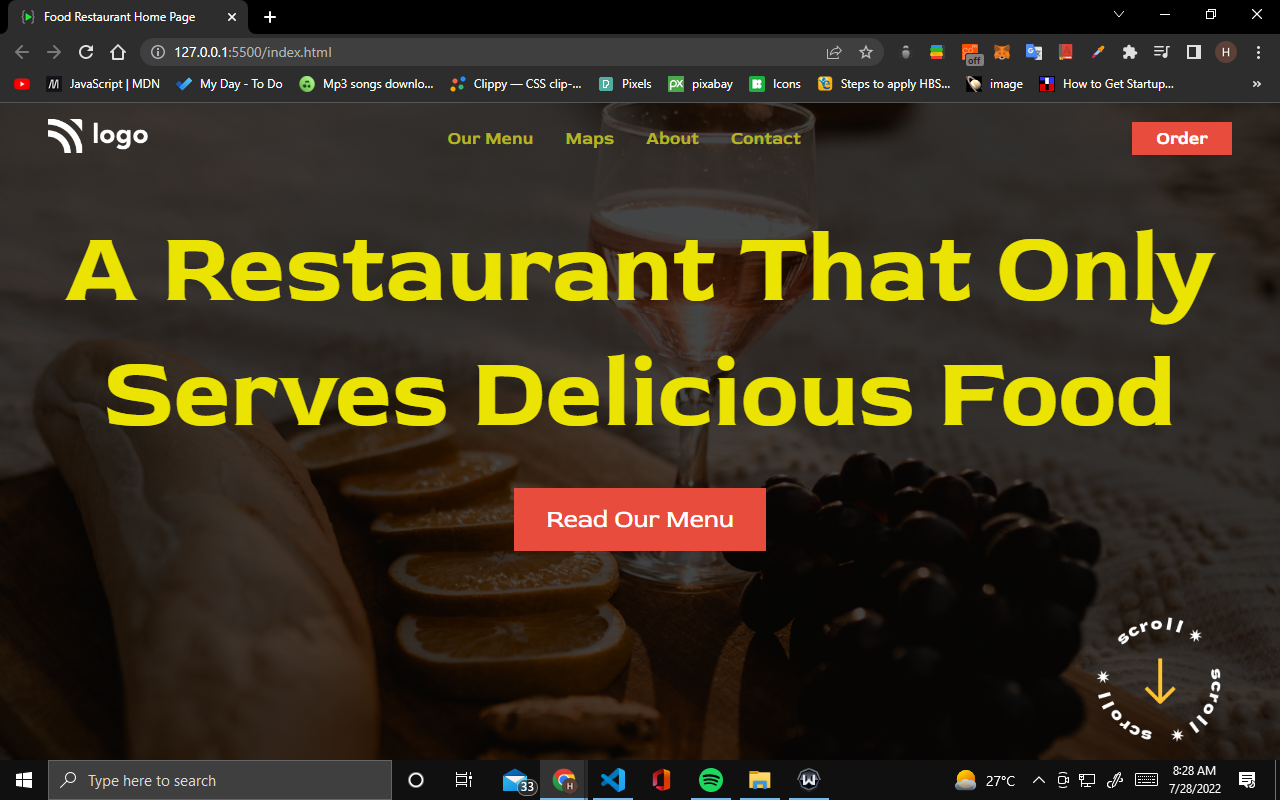 Food Restaurant Home Page
127.0.0.1:5500/index.html
off
H
JavaScript | MDN
My Day - To Do
Mp3 songs downlo...
Clippy — CSS clip-...
Pixels
px
pixabay
Icons
Steps to apply HBS...
image
How to Get Startup...
»
logo
Our Menu
Maps
About
Contact
Order
A Restaurant That Only
Serves Delicious Food
Read Our Menu
scroll
scroll
scroll
Type here to search
33
H
27°C
8:28 AM
7/28/2022